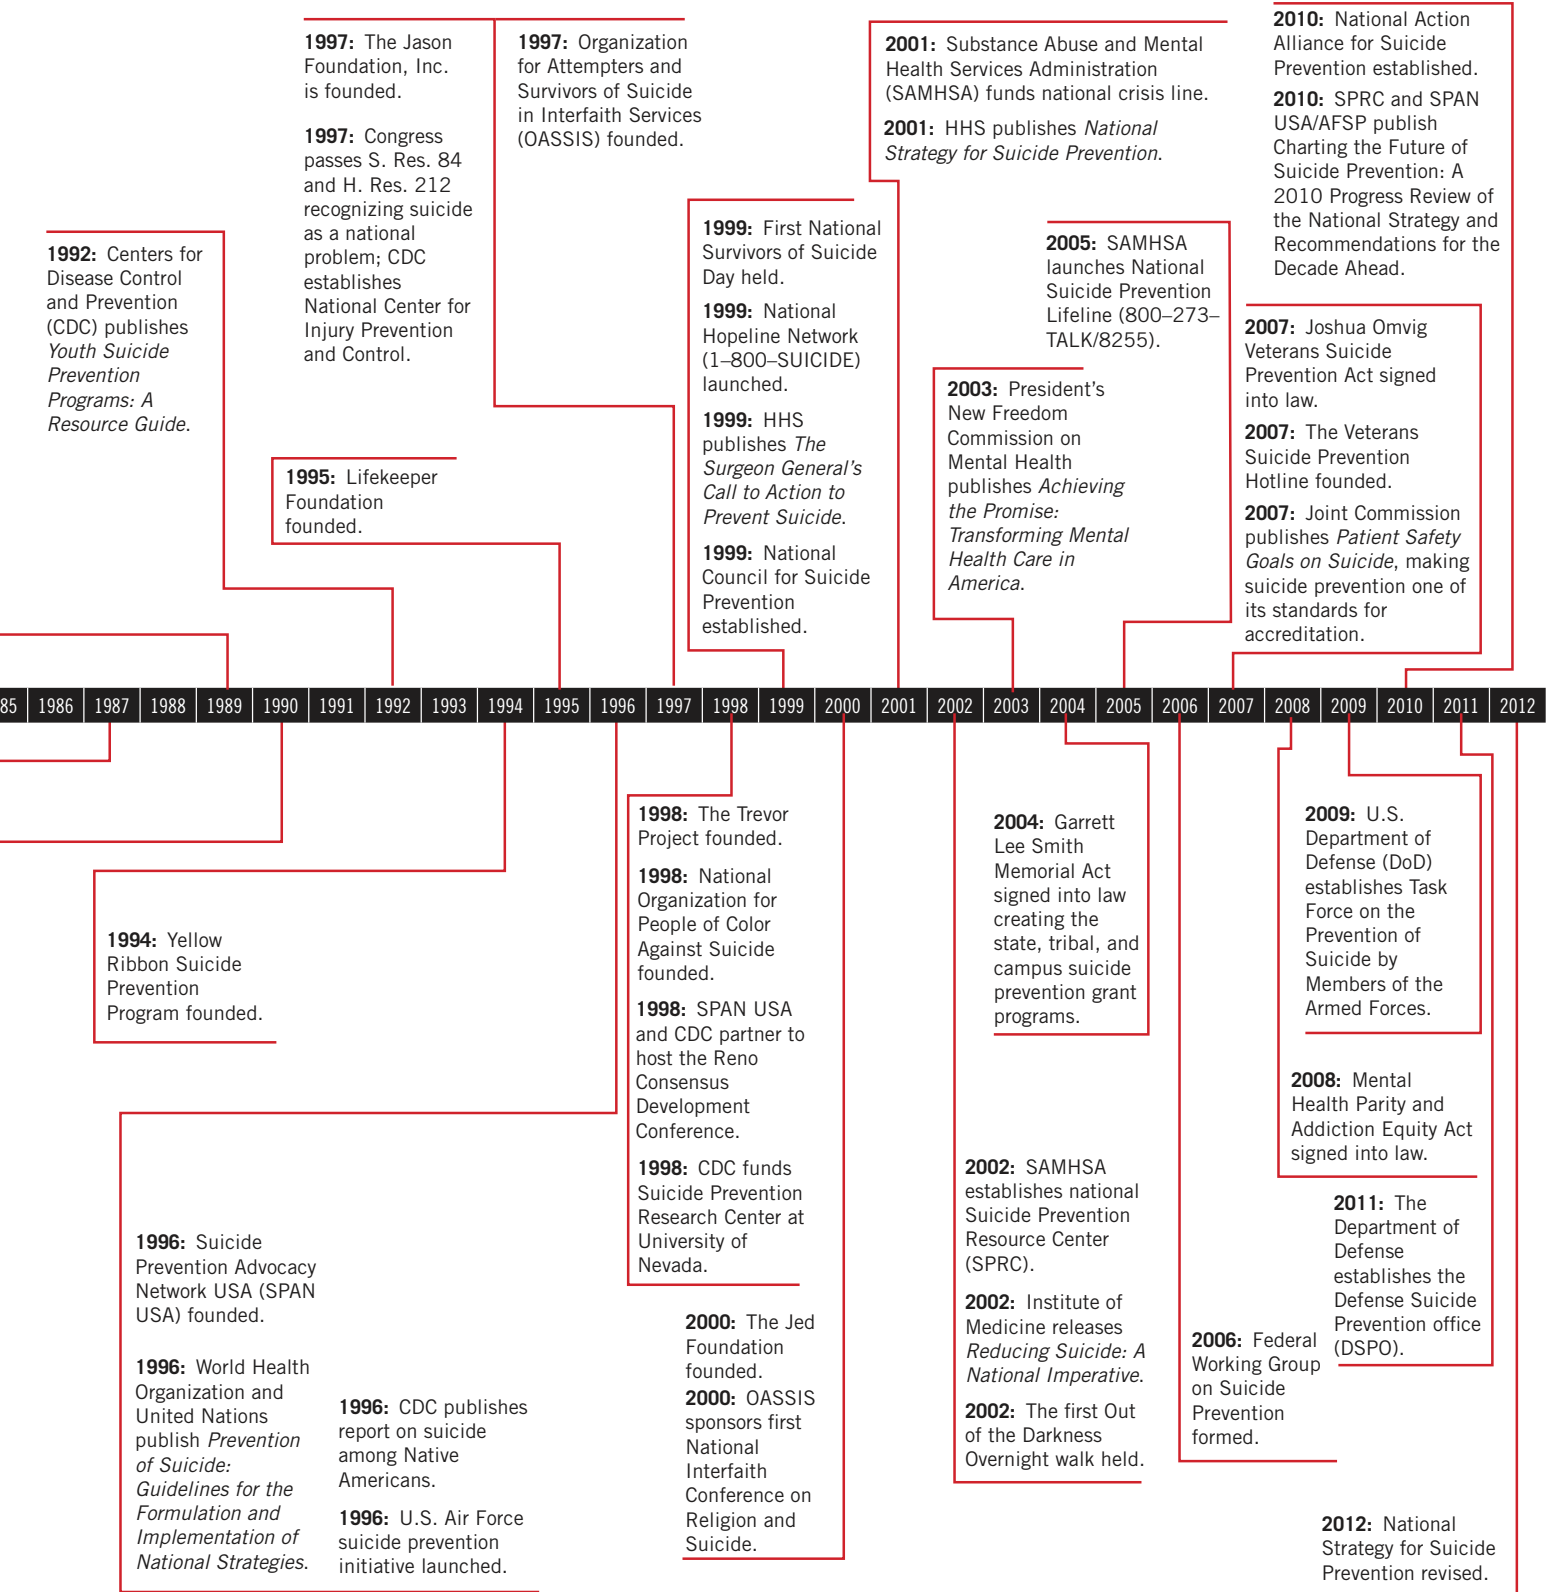 1997: The Jason
Foundation, Inc.
is founded.
1997: Congress
passes S. Res. 84
and H. Res. 212
recognizing suicide
as a national
problem; CDC
establishes
National Center for
Injury Prevention
and Control.
1997: Organization
for Attempters and
Survivors of Suicide
in Interfaith Services
(OASSIS) founded.
2001: Substance Abuse and Mental
Health Services Administration
(SAMHSA) funds national crisis line.
2001: HHS publishes National
Strategy for Suicide Prevention.
2010: National Action
Alliance for Suicide
Prevention established.
2010: SPRC and SPAN
USA/AFSP publish
Charting the Future of
Suicide Prevention: A
2010 Progress Review of
the National Strategy and
Recommendations for the
Decade Ahead.
1992: Centers for
Disease Control
and Prevention
(CDC) publishes
Youth Suicide
Prevention
Programs: A
Resource Guide.
1995: Lifekeeper
Foundation
founded.
1999: First National
Survivors of Suicide
Day held.
1999: National
Hopeline Network
(1–800–SUICIDE)
launched.
1999: HHS
publishes The
Surgeon General's
Call to Action to
Prevent Suicide.
1999: National
Council for Suicide
Prevention
established.
2005: SAMHSA
launches National
Suicide Prevention
Lifeline (800–273–
TALK/8255).
2003: President's
New Freedom
Commission on
Mental Health
publishes Achieving
the Promise:
Transforming Mental
Health Care in
America.
2007: Joshua Omvig
Veterans Suicide
Prevention Act signed
into law.
2007: The Veterans
Suicide Prevention
Hotline founded.
2007: Joint Commission
publishes Patient Safety
Goals on Suicide, making
suicide prevention one of
its standards for
accreditation.
85 1986 1987 1988 1989 1990 1991 1992 1993 1994 1995 1996 1997 1998 1999 2000 2001 2002 2003 2004 2005 2006 2007 2008 2009 2010 2011 2012
1994: Yellow
Ribbon Suicide
Prevention
Program founded.
1998: The Trevor
Project founded.
1998: National
Organization for
People of Color
Against Suicide
founded.
1998: SPAN USA
and CDC partner to
host the Reno
Consensus
Development
Conference.
1998: CDC funds
Suicide Prevention
Research Center at
University of
Nevada.
2004: Garrett
Lee Smith
Memorial Act
signed into law
creating the
state, tribal, and
campus suicide
prevention grant
programs.
2009: U.S.
Department of
Defense (DoD)
establishes Task
Force on the
Prevention of
Suicide by
Members of the
Armed Forces.
2008: Mental
Health Parity and
Addiction Equity Act
signed into law.
1996: Suicide
Prevention Advocacy
Network USA (SPAN
USA) founded.
1996: World Health
Organization and
United Nations
publish Prevention
of Suicide:
Guidelines for the
Formulation and
Implementation of
National Strategies.
1996: CDC publishes
report on suicide
among Native
Americans.
1996: U.S. Air Force
suicide prevention
initiative launched.
2000: The Jed
Foundation
founded.
2000: OASSIS
sponsors first
National
Interfaith
Conference on
Religion and
Suicide.
2002: SAMHSA
establishes national
Suicide Prevention
Resource Center
(SPRC).
2002: Institute of
Medicine releases
Reducing Suicide: A
National Imperative.
2002: The first Out
of the Darkness
Overnight walk held.
2006: Federal
Working Group
on Suicide
Prevention
formed.
2011: The
Department of
Defense
establishes the
Defense Suicide
Prevention office
(DSPO).
2012: National
Strategy for Suicide
Prevention revised.